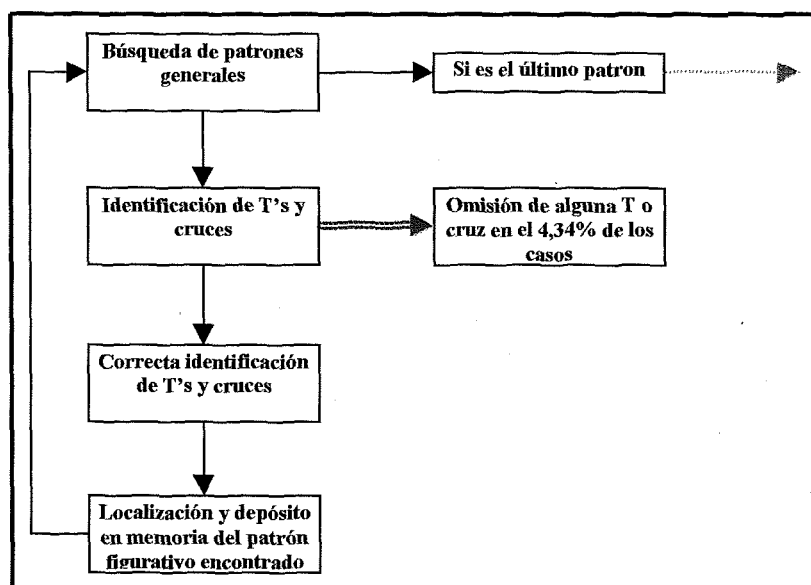 Búsqueda de patrones
generales
Si es el último patron
Identificación de T's y
cruces
Omisión de alguna T o
cruz en el 4,34% de los
casos
Correcta identificación
de T's y cruces
Localización y depósito
en memoria del patrón
figurativo encontrado